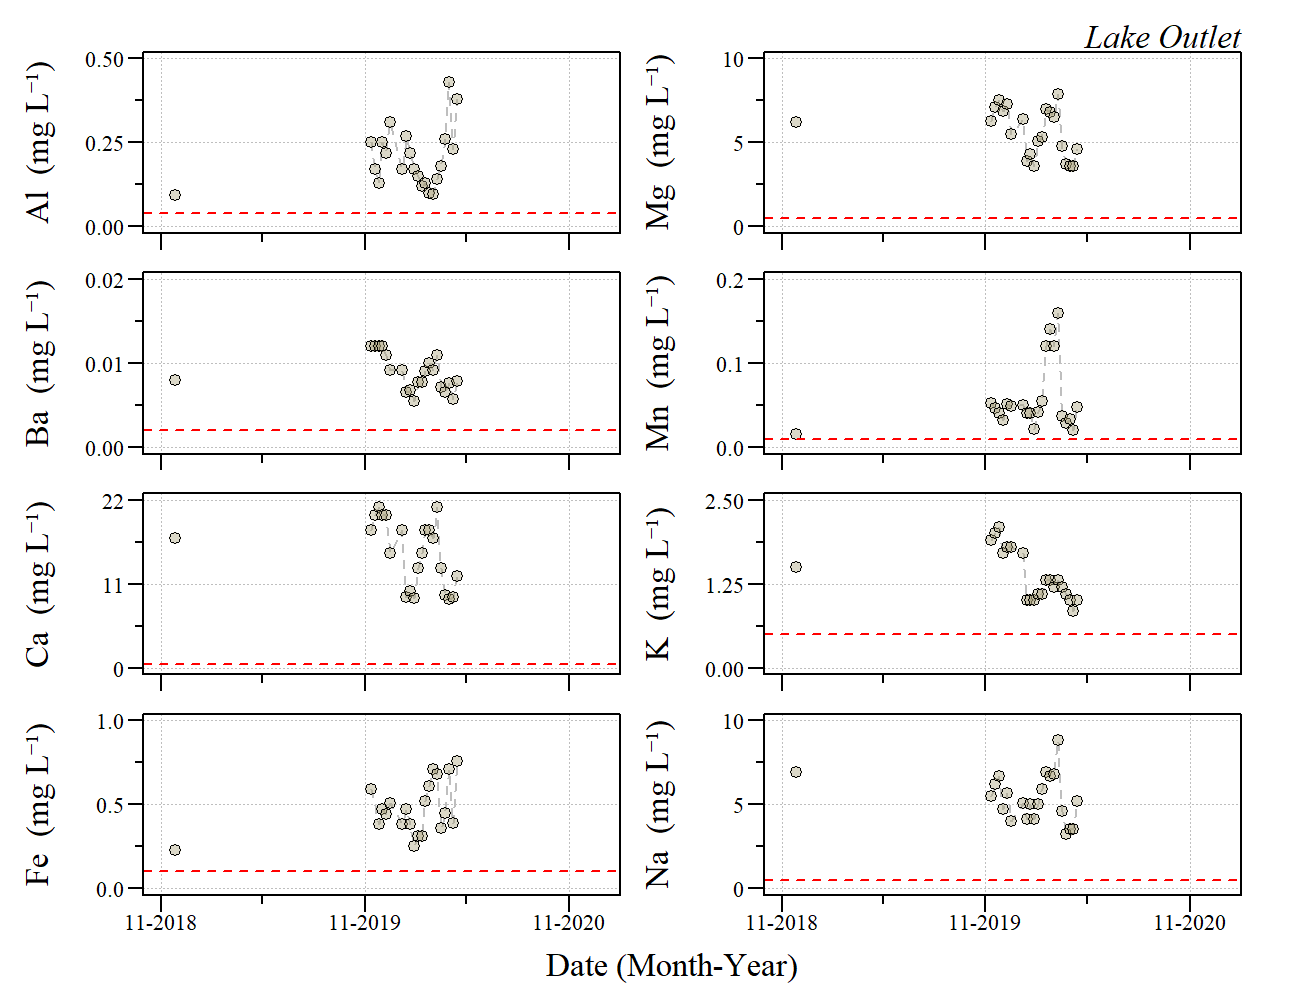 Lake Outlet
Al (mg L⁻¹)
0.50
0.25
0.00
Mg (mg L⁻¹)
10
5
0
Ba (mg L⁻¹)
0.02
0.01
0.00
Mn (mg L⁻¹)
0.2
0.1
0.0
Ca (mg L⁻¹)
22
11
0
K (mg L⁻¹)
2.50
1.25
0.00
Fe (mg L⁻¹)
1.0
0.5
0.0
Na (mg L⁻¹)
10
5
0
11-2018 11-2019 11-2020
11-2018 11-2019 11-2020
Date (Month-Year)